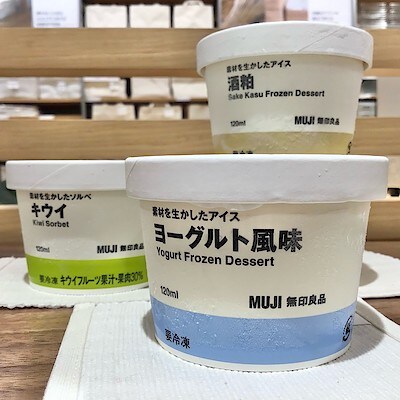 素材を生かしたアイス
酒粕
Sake Kasu Frozen Dessert
120ml
MUJI 無印良品
要冷凍
素材を生かしたソルベ
キウイ
Kiwi Sorbet
120ml
MUJI 無印良品
要冷凍 キウイフルーツ果汁・果肉30%
素材を生かしたアイス
ヨーグルト風味
Yogurt Frozen Dessert
120ml
MUJI 無印良品
要冷凍